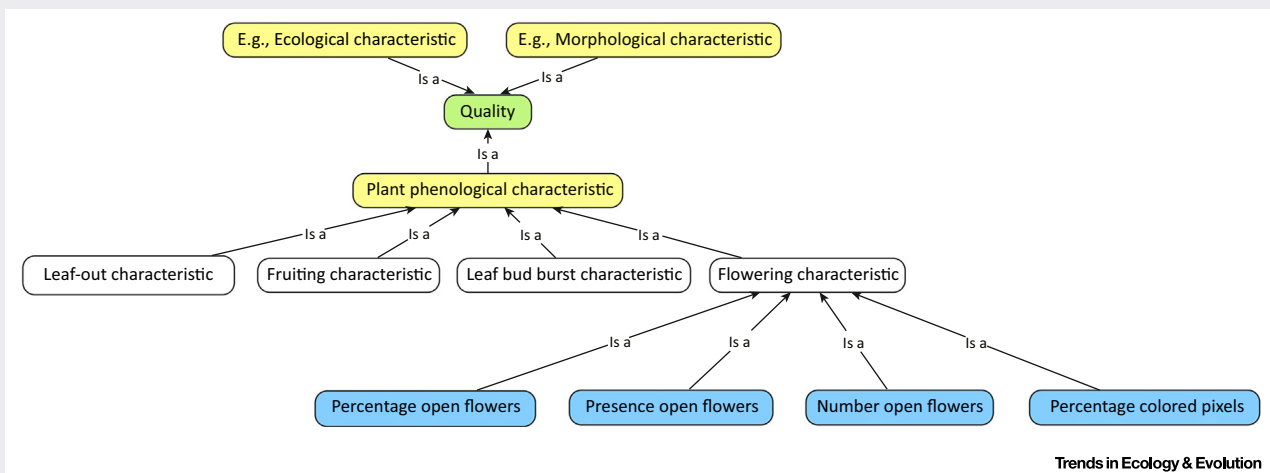 E.g., Ecological characteristic
E.g., Morphological characteristic
Is a
Is a
Quality
Is a
Plant phenological characteristic
Is a
Is a
Is a
Is a
Leaf-out characteristic
Fruiting characteristic
Leaf bud burst characteristic
Flowering characteristic
Is a
Is a
Is a
Is a
Percentage open flowers
Presence open flowers
Number open flowers
Percentage colored pixels
Trends in Ecology & Evolution